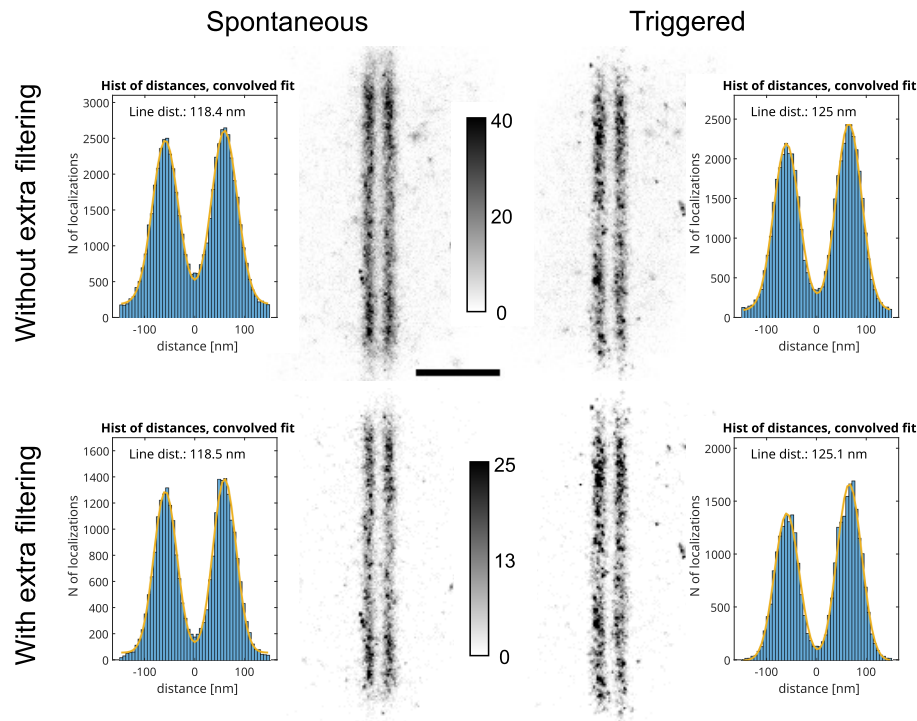 Spontaneous
Triggered
Without extra filtering
Hist of distances, convolved fit
Line dist.: 118.4 nm
N of localizations
3000
2500
2000
1500
1000
500
0
-100 0 100
distance [nm]
40
20
0
Hist of distances, convolved fit
Line dist.: 125 nm
N of localizations
2500
2000
1500
1000
500
0
-100 0 100
distance [nm]
With extra filtering
Hist of distances, convolved fit
Line dist.: 118.5 nm
N of localizations
1600
1400
1200
1000
800
600
400
200
0
-100 0 100
distance [nm]
25
13
0
Hist of distances, convolved fit
Line dist.: 125.1 nm
N of localizations
2000
1500
1000
500
0
-100 0 100
distance [nm]